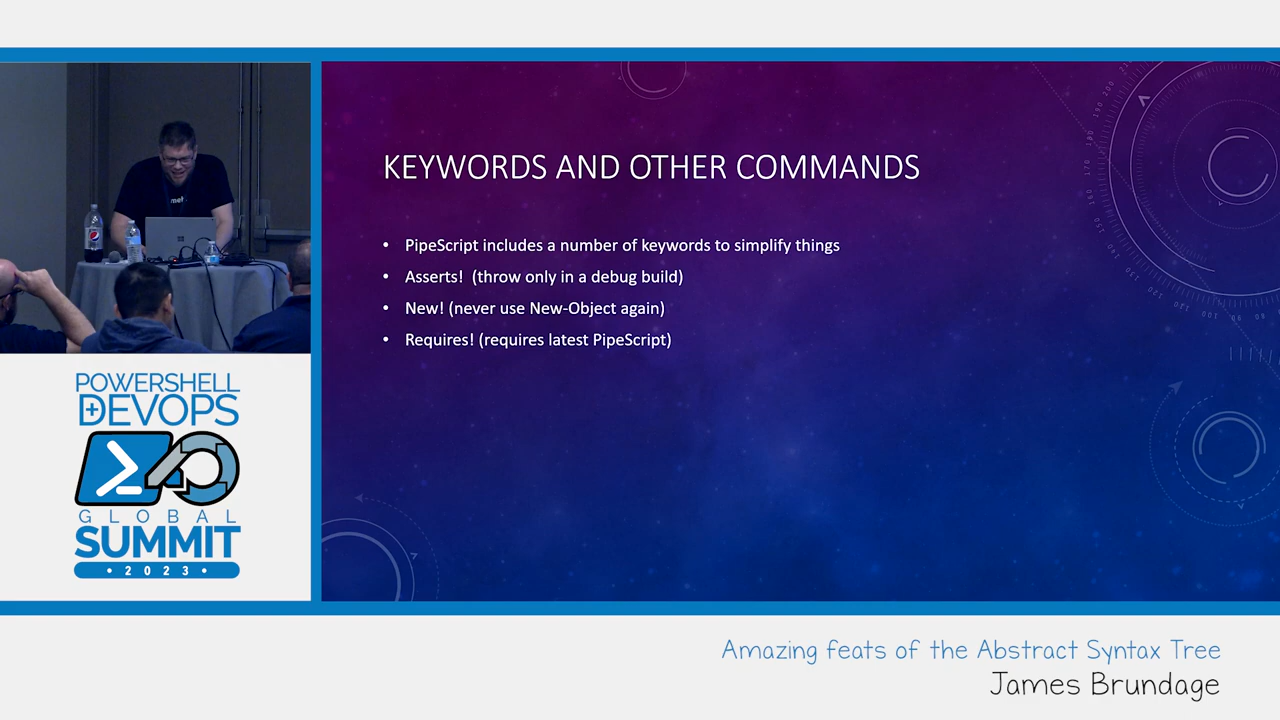 KEYWORDS AND OTHER COMMANDS
• PipeScript includes a number of keywords to simplify things
• Asserts! (throw only in a debug build)
• New! (never use New-Object again)
• Requires! (requires latest PipeScript)
POWERSHELL
+DEVOPS
GLOBAL
SUMMIT
• 2023 •
Amazing feats of the Abstract Syntax Tree
James Brundage